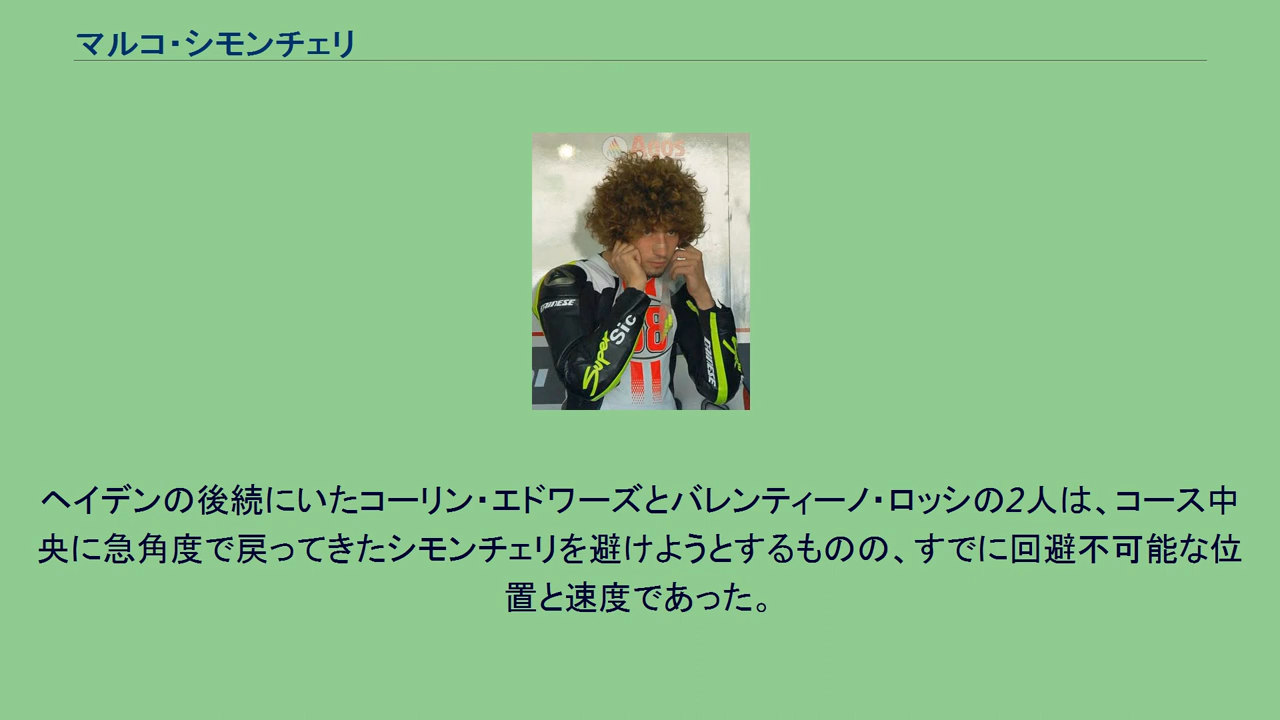 マルコ・シモンチェリ
Agos
DAINESE
Super
Sic
58
DAINESE
ヘイデンの後続にいたコーリン・エドワーズとバレンティーノ・ロッシの2人は、コース中
央に急角度で戻ってきたシモンチェリを避けようとするものの、すでに回避不可能な位
置と速度であった。